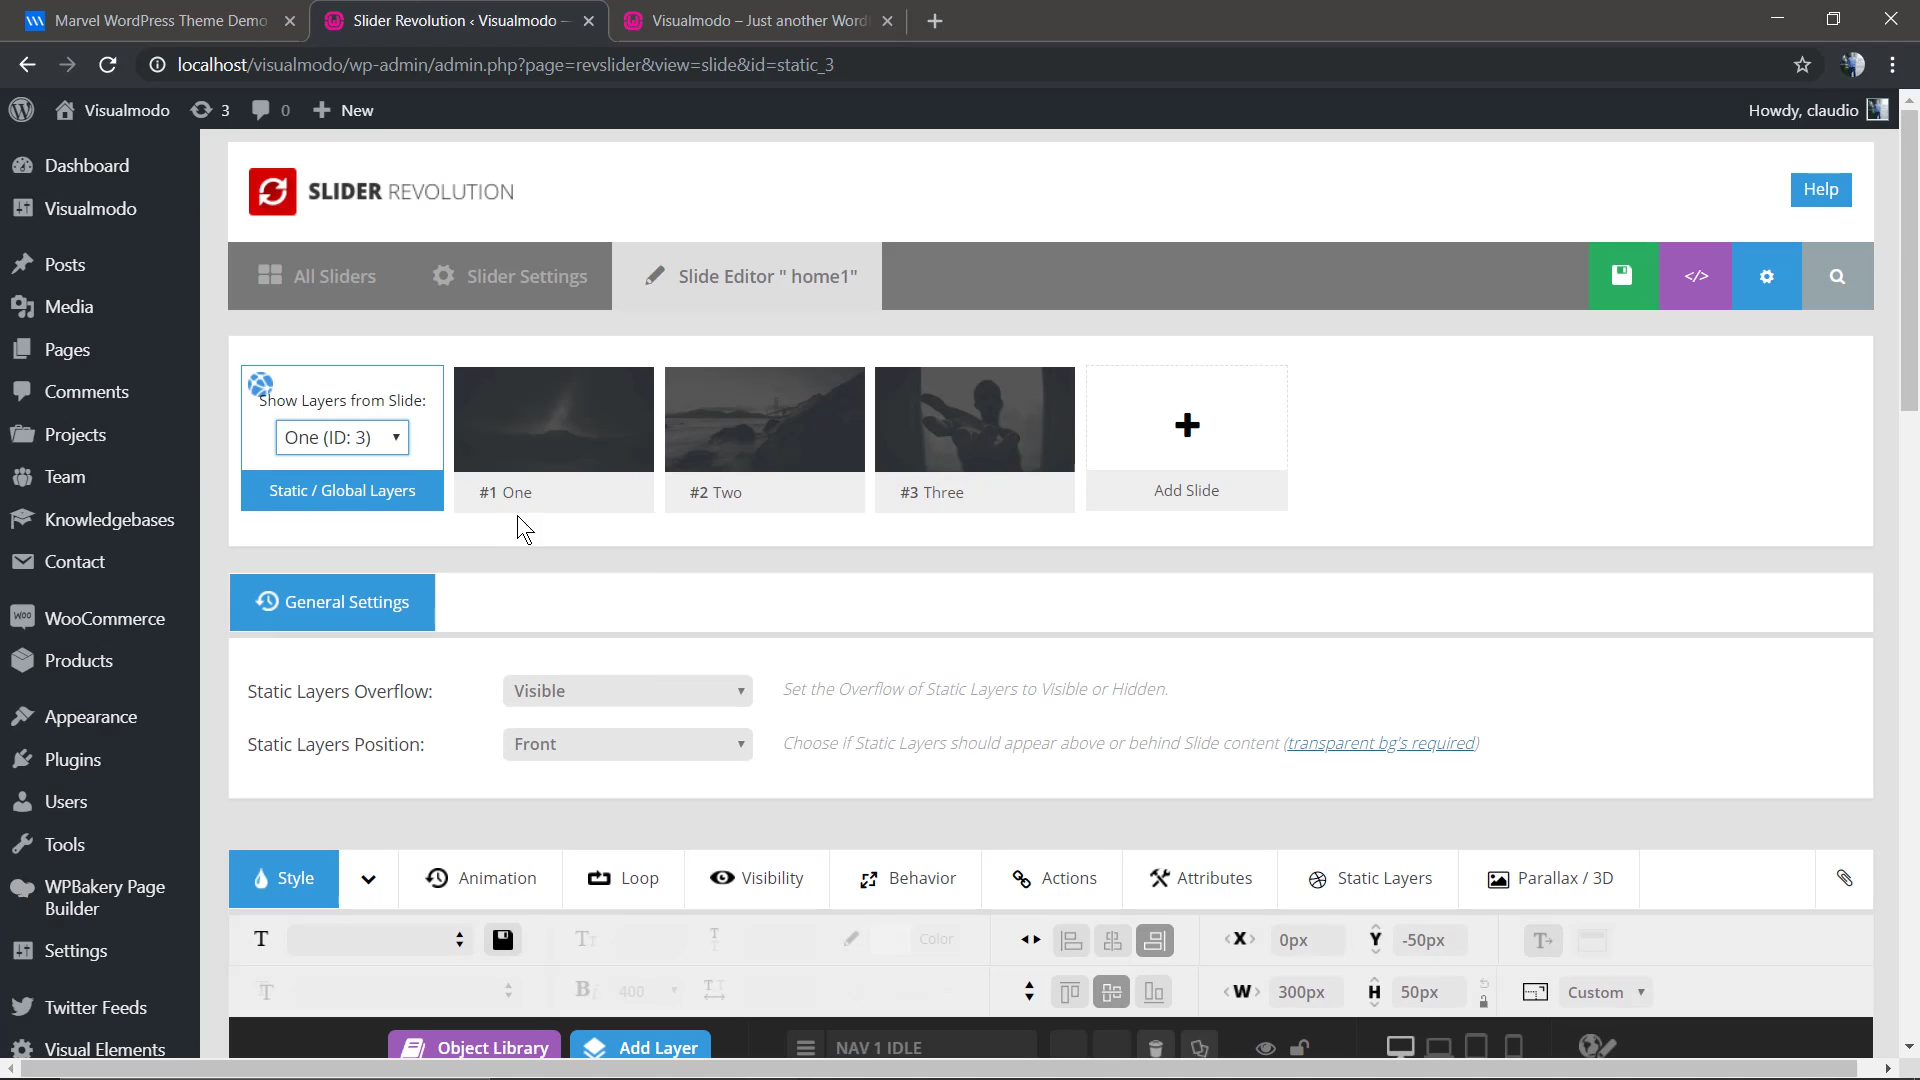 Marvel WordPress Theme Demo
Slider Revolution ‹ Visualmodo —
Visualmodo – Just another Word
localhost/visualmodo/wp-admin/admin.php?page=revslider&view=slide&id=static_3
Visualmodo
3
0
New
Howdy, claudio
Dashboard
Visualmodo
Posts
Media
Pages
Comments
Projects
Team
Knowledgebases
Contact
WooCommerce
Products
Appearance
Plugins
Users
Tools
WPBakery Page
Builder
Settings
Twitter Feeds
Visual Elements
SLIDER REVOLUTION
Help
All Sliders
Slider Settings
Slide Editor " home1"
</>
Show Layers from Slide:
One (ID: 3)
Static / Global Layers
#1 One
#2 Two
#3 Three
Add Slide
General Settings
Static Layers Overflow:
Visible
Set the Overflow of Static Layers to Visible or Hidden.
Static Layers Position:
Front
Choose if Static Layers should appear above or behind Slide content (transparent bg's required)
Style
Animation
Loop
Visibility
Behavior
Actions
Attributes
Static Layers
Parallax / 3D
Color
X
0px
Y
-50px
400
W
300px
H
50px
Custom
Object Library
Add Layer
NAV 1 IDLE